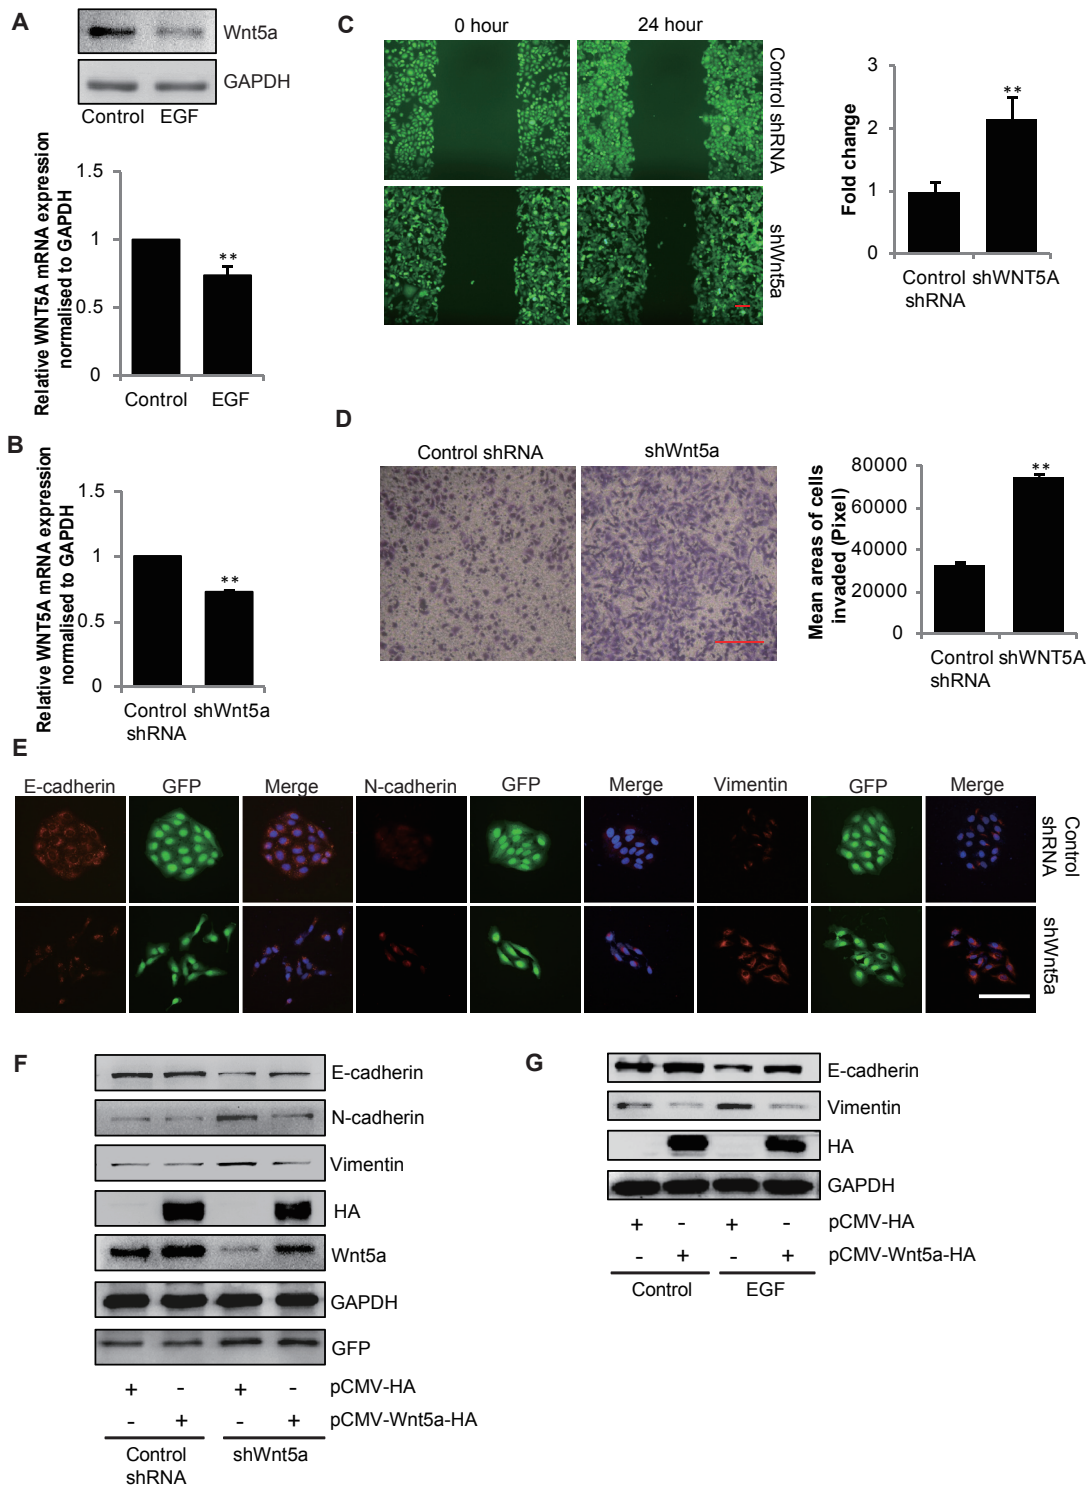 A
Wnt5a
GAPDH
Control EGF
Relative WNT5A mRNA expression
normalised to GAPDH
1.5
1
0.5
0
**
Control EGF
B
Relative WNT5A mRNA expression
normalised to GAPDH
1.5
1
0.5
0
**
Control shWnt5a
shRNA
C
0 hour 24 hour
Control shRNA
shWnt5a
Fold change
3
2
1
0
**
Control shWNT5A
shRNA
D
Control shRNA shWnt5a
Mean areas of cells
invaded (Pixel)
80000
60000
40000
20000
0
**
Control shWNT5A
shRNA
E
E-cadherin GFP Merge N-cadherin GFP Merge Vimentin GFP Merge
Control
shRNA
shWnt5a
F
E-cadherin
N-cadherin
Vimentin
HA
Wnt5a
GAPDH
GFP
+ - + - pCMV-HA
- + - + pCMV-Wnt5a-HA
Control shWnt5a
shRNA
G
E-cadherin
Vimentin
HA
GAPDH
+ - + - pCMV-HA
- + - + pCMV-Wnt5a-HA
Control EGF